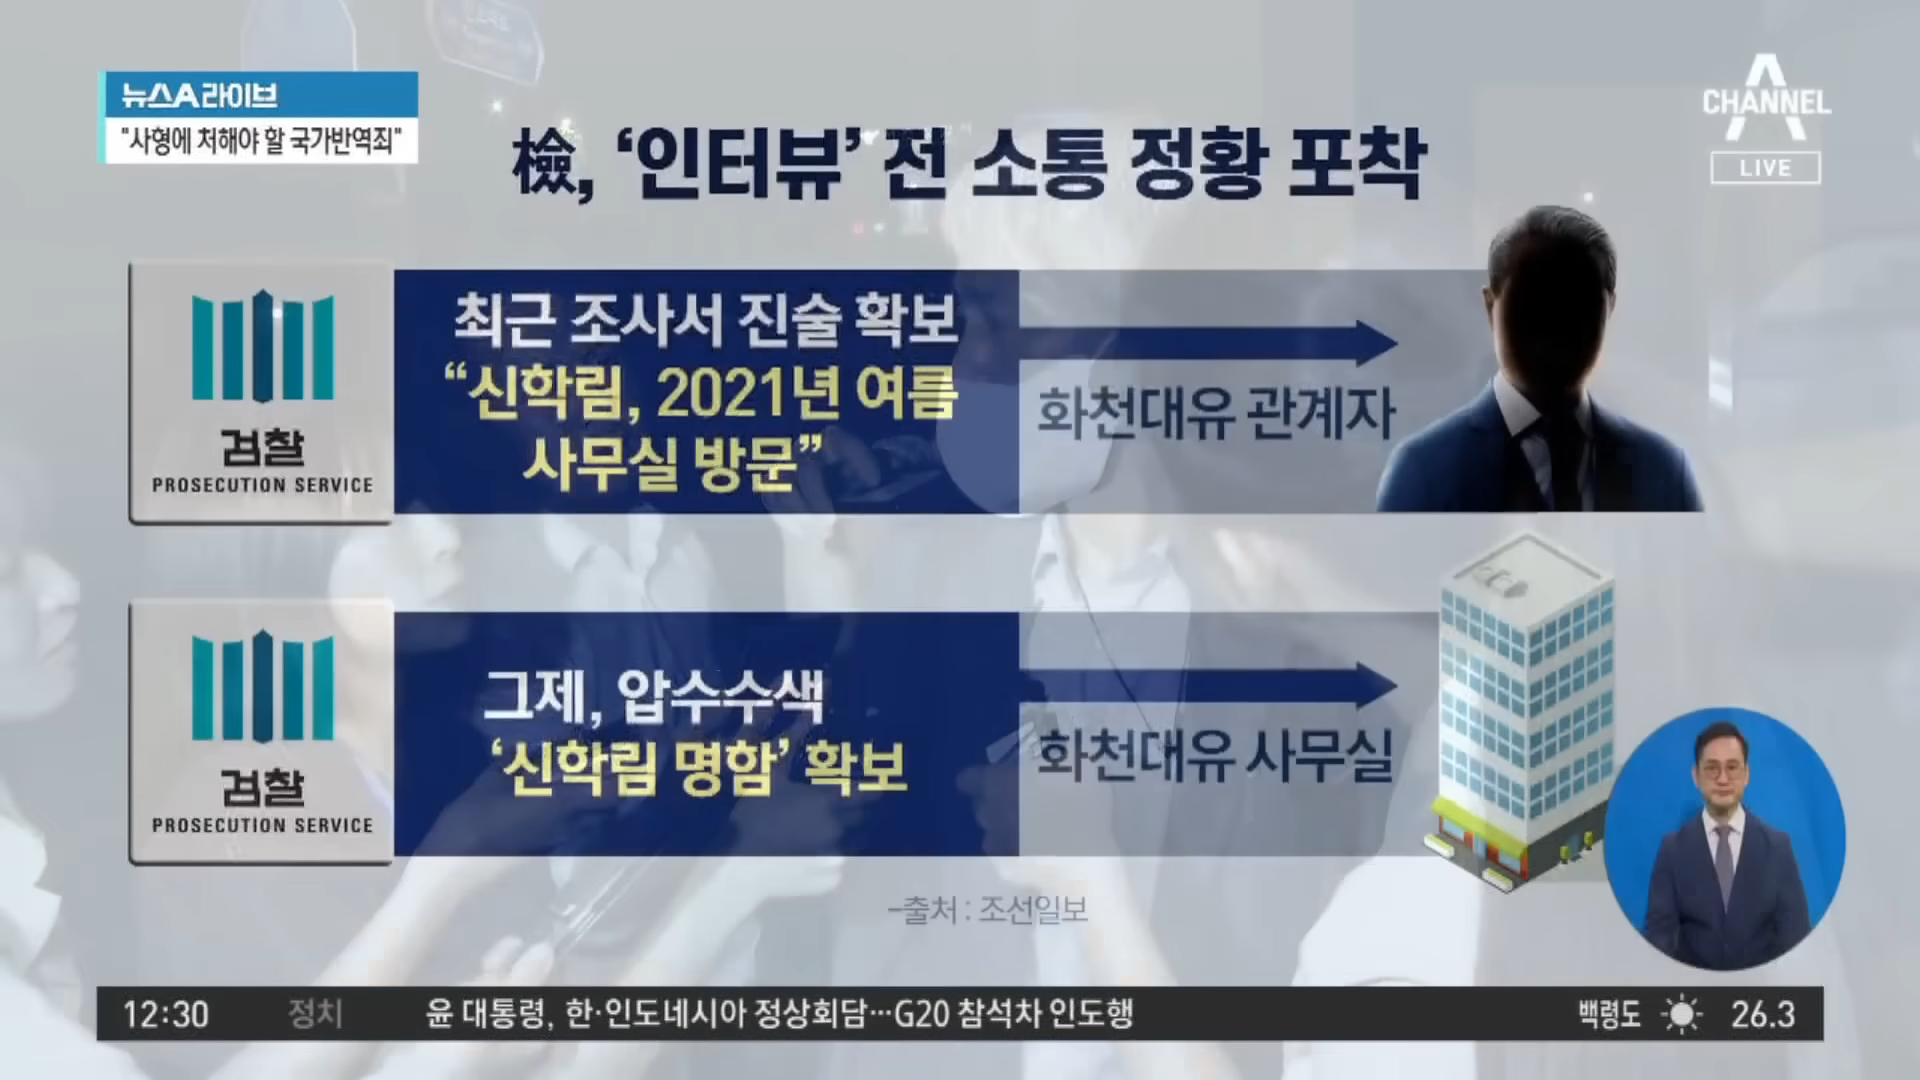 뉴스A 라이브
"사형에 처해야 할 국가반역죄"
CHANNEL A
LIVE
檢, ‘인터뷰’ 전 소통 정황 포착
검찰
PROSECUTION SERVICE
최근 조사서 진술 확보
“신학림, 2021년 여름
사무실 방문”
화천대유 관계자
검찰
PROSECUTION SERVICE
그제, 압수수색
‘신학림 명함’ 확보
화천대유 사무실
-출처 : 조선일보
12:30 정치 윤 대통령, 한·인도네시아 정상회담…G20 참석차 인도행 백령도 26.3